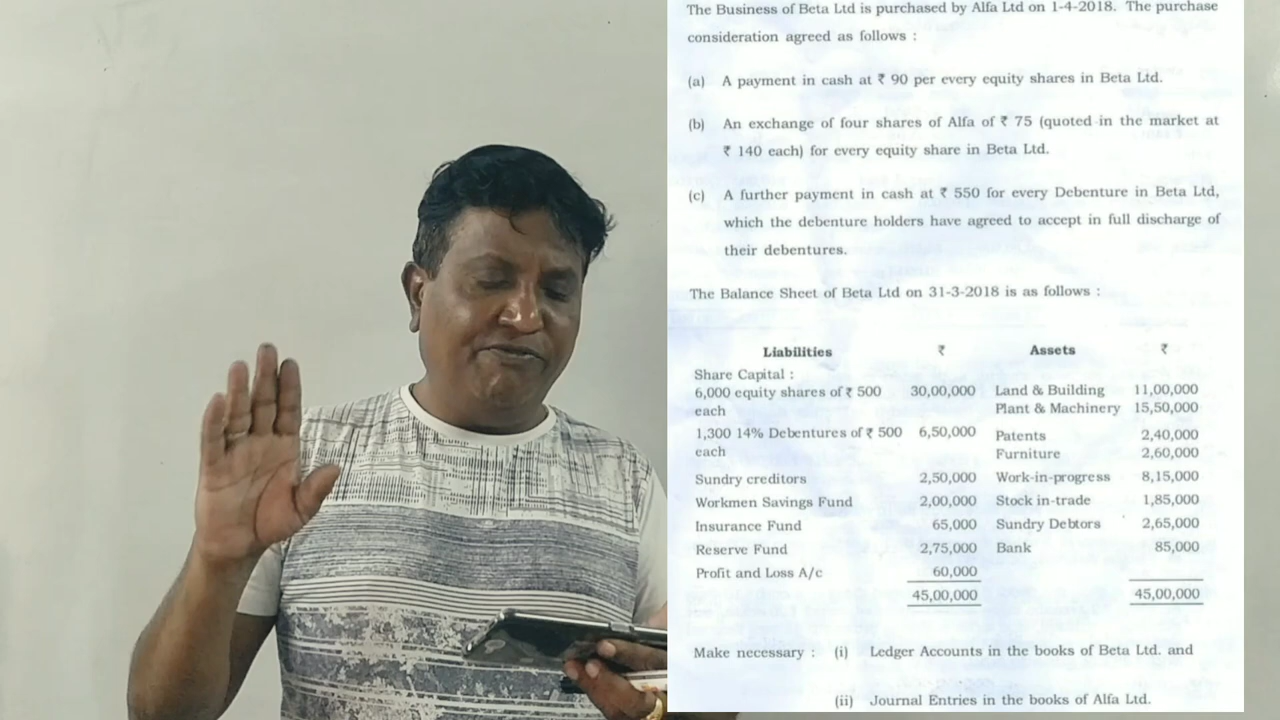 The Business of Beta Ltd is purchased by Alfa Ltd on 1-4-2018. The purchase
consideration agreed as follows :
(a) A payment in cash at ₹ 90 per every equity shares in Beta Ltd.
(b) An exchange of four shares of Alfa of ₹ 75 (quoted in the market at
₹ 140 each) for every equity share in Beta Ltd.
(c) A further payment in cash at ₹ 550 for every Debenture in Beta Ltd,
which the debenture holders have agreed to accept in full discharge of
their debentures.
The Balance Sheet of Beta Ltd on 31-3-2018 is as follows :
Liabilities ₹ Assets ₹
Share Capital :
6,000 equity shares of ₹ 500 30,00,000 Land & Building 11,00,000
each Plant & Machinery 15,50,000
1,300 14% Debentures of ₹ 500 6,50,000 Patents 2,40,000
each Furniture 2,60,000
Sundry creditors 2,50,000 Work-in-progress 8,15,000
Workmen Savings Fund 2,00,000 Stock in-trade 1,85,000
Insurance Fund 65,000 Sundry Debtors 2,65,000
Reserve Fund 2,75,000 Bank 85,000
Profit and Loss A/c 60,000
45,00,000 45,00,000
Make necessary : (i) Ledger Accounts in the books of Beta Ltd. and
(ii) Journal Entries in the books of Alfa Ltd.